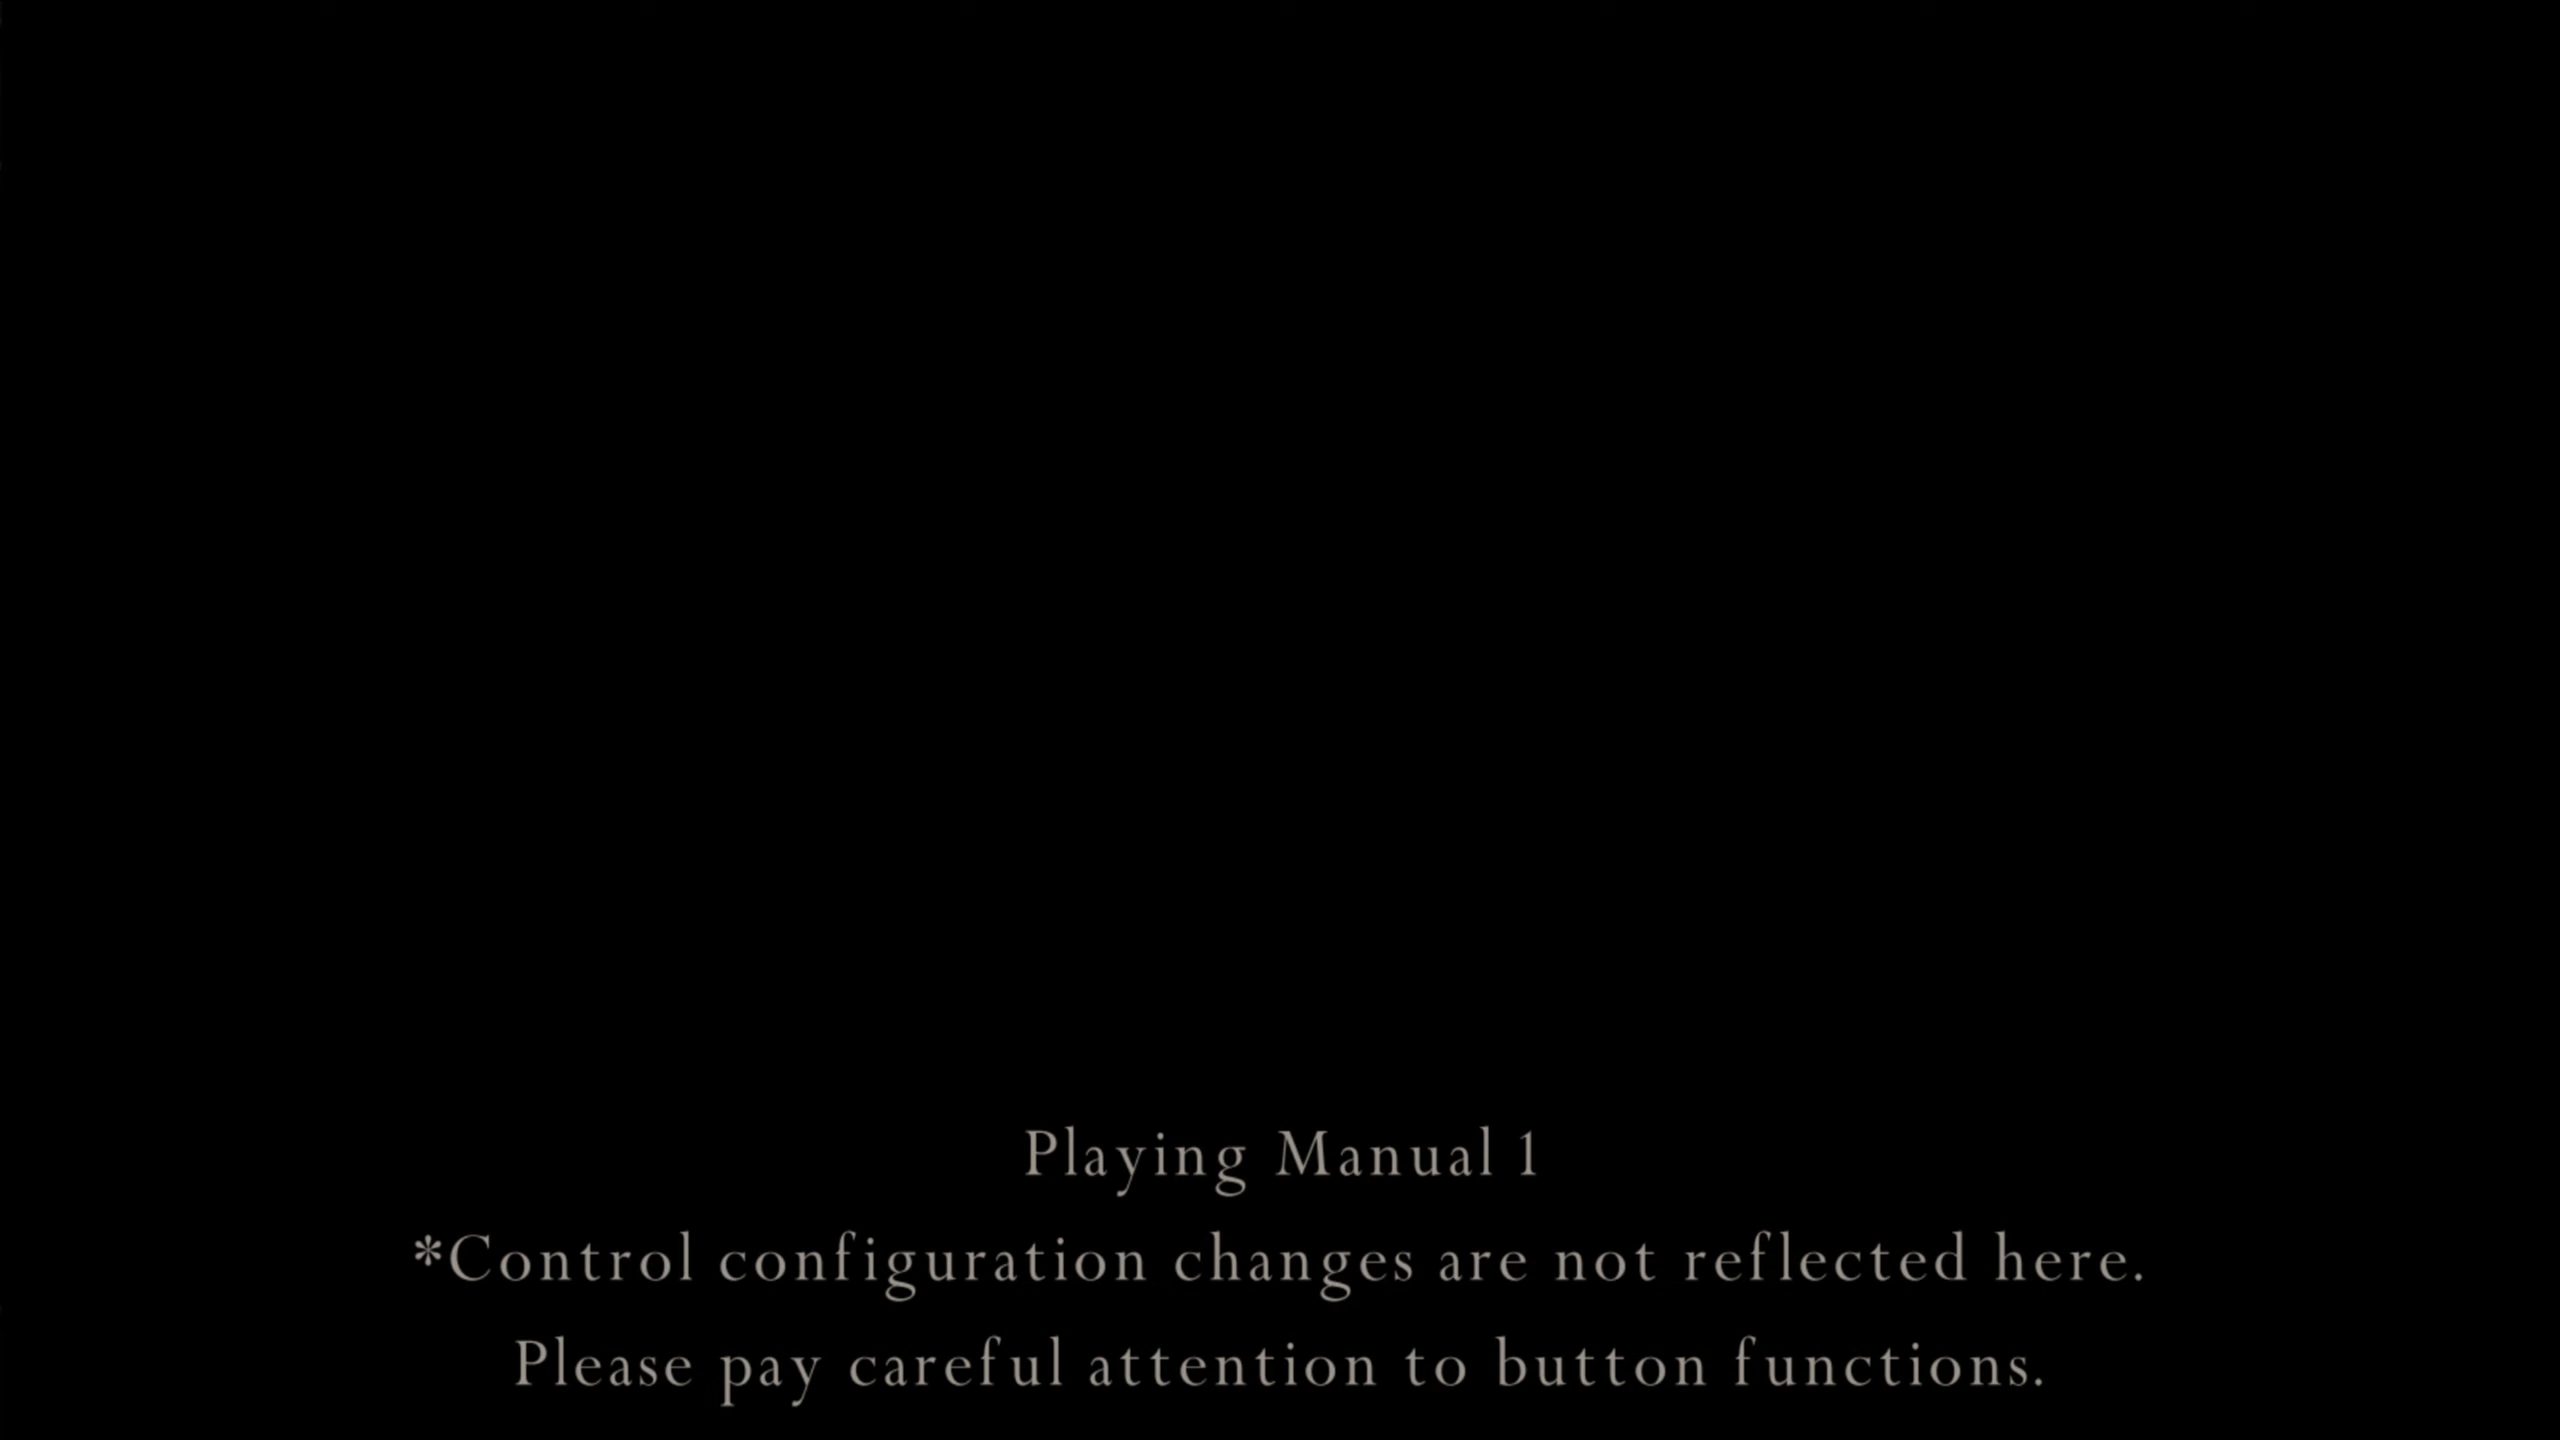 Playing Manual 1
*Control configuration changes are not reflected here.
Please pay careful attention to button functions.